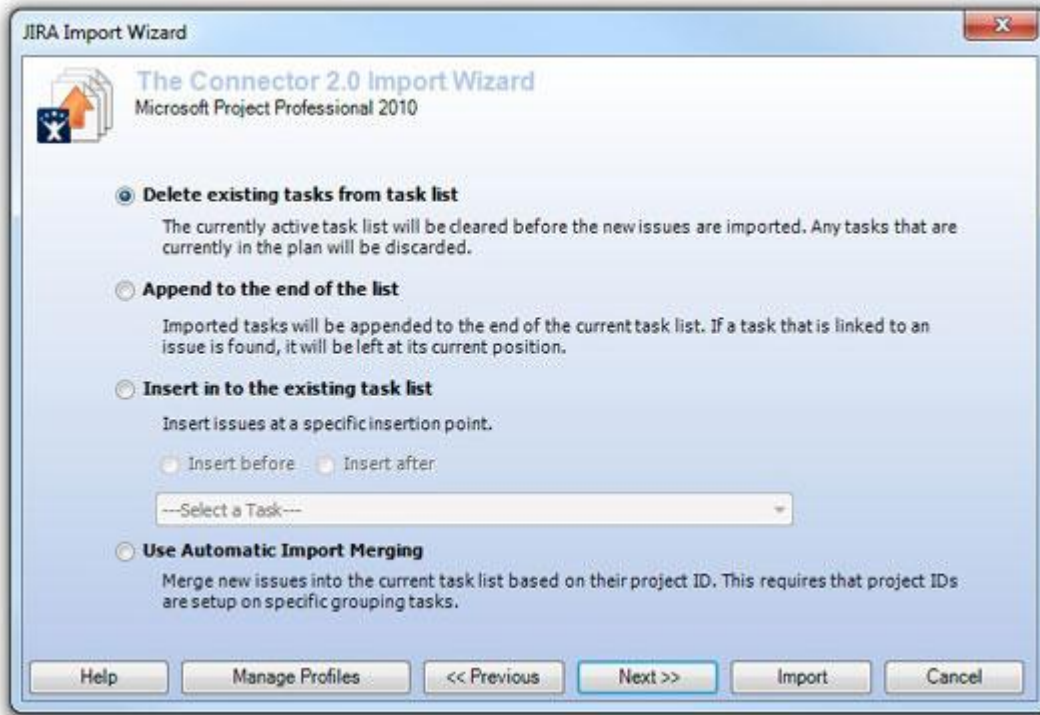 JIRA Import Wizard
The Connector 2.0 Import Wizard
Microsoft Project Professional 2010
Delete existing tasks from task list
The currently active task list will be cleared before the new issues are imported. Any tasks that are
currently in the plan will be discarded.
Append to the end of the list
Imported tasks will be appended to the end of the current task list. If a task that is linked to an
issue is found, it will be left at its current position.
Insert in to the existing task list
Insert issues at a specific insertion point.
Insert before Insert after
---Select a Task---
Use Automatic Import Merging
Merge new issues into the current task list based on their project ID. This requires that project IDs
are setup on specific grouping tasks.
Help Manage Profiles << Previous Next >> Import Cancel